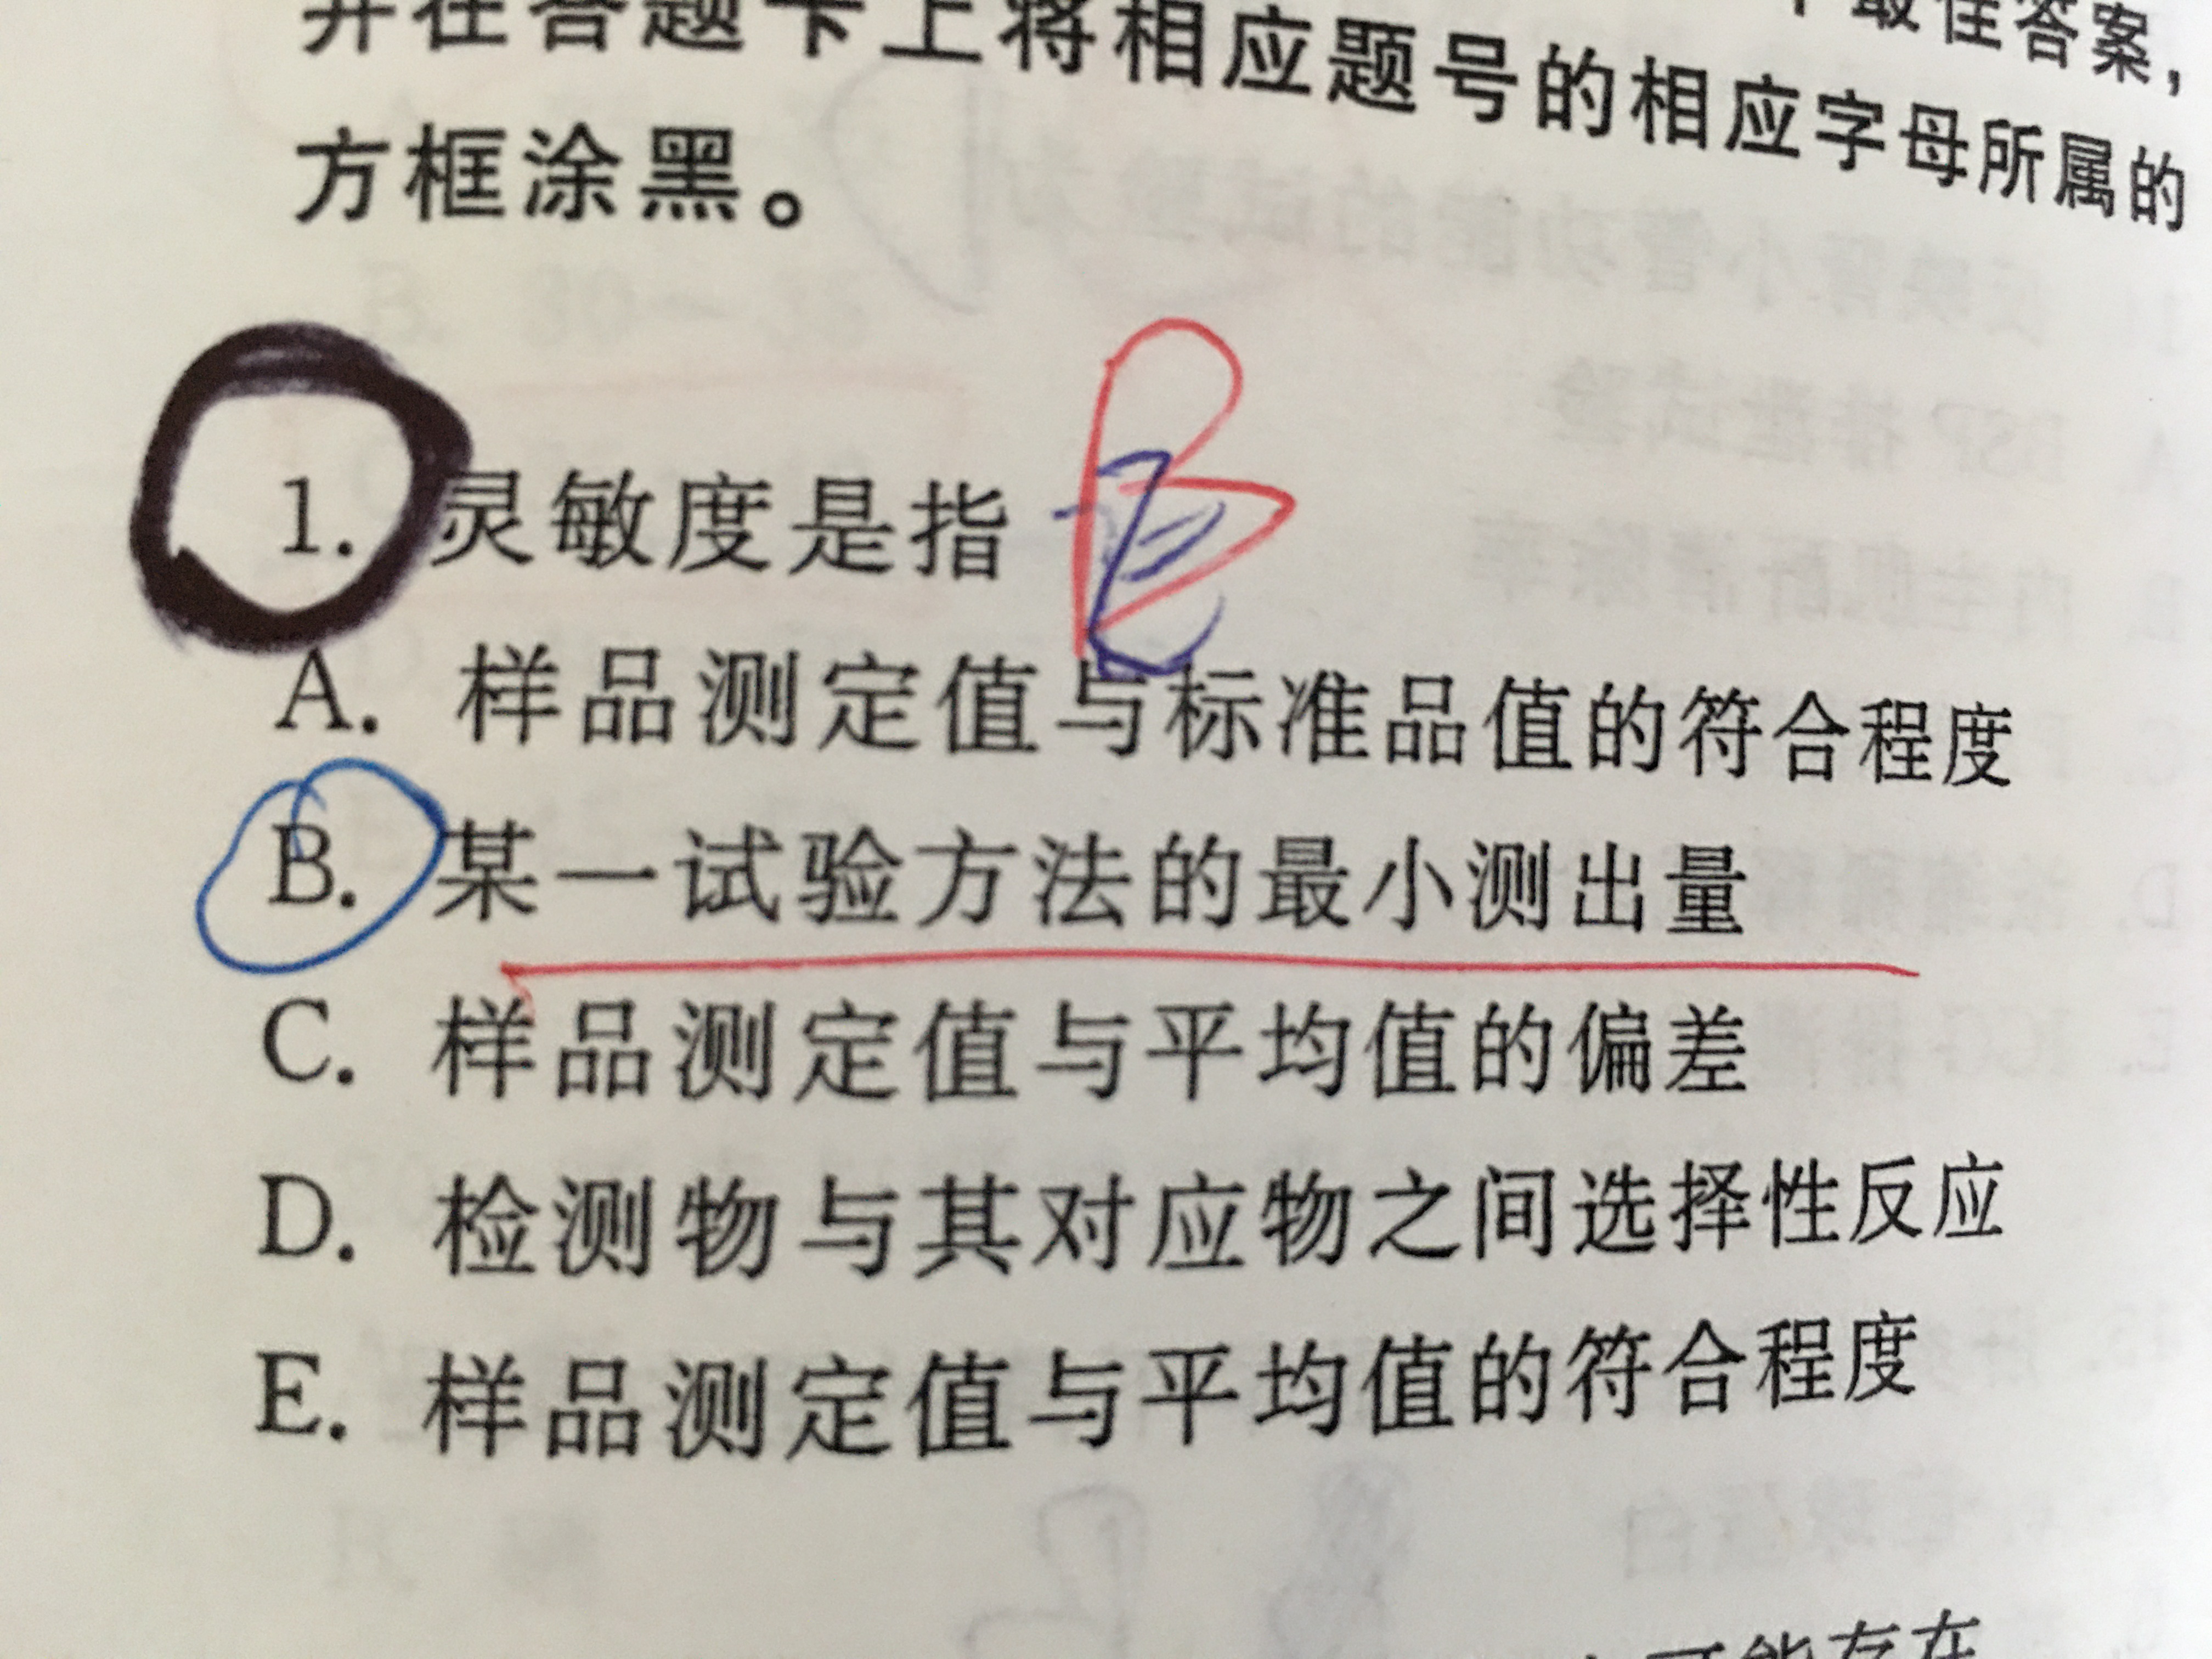 并在答题卡上将相应题号的相应字母所属的
方框涂黑。
1. 灵敏度是指
A. 样品测定值与标准品值的符合程度
B. 某一试验方法的最小测出量
C. 样品测定值与平均值的偏差
D. 检测物与其对应物之间选择性反应
E. 样品测定值与平均值的符合程度